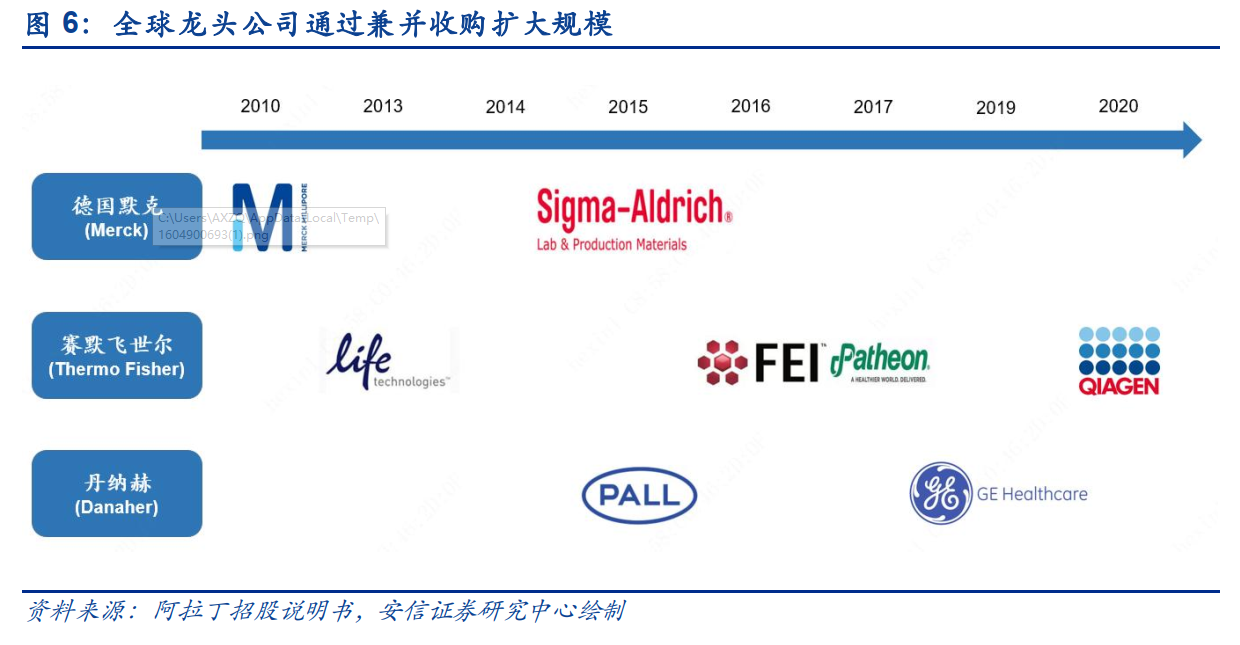 图 6：全球龙头公司通过兼并收购扩大规模
2010 2013 2014 2015 2016 2017 2019 2020
德国默克
(Merck)
M
MERCK MILLIPORE
C:\Users\AXZQ\AppData\Local\Temp\
1604900693(1).png
Sigma-Aldrich®
Lab & Production Materials
赛默飞世尔
(Thermo Fisher)
life
technologies™
FEI™
Patheon.
A HEALTHIER WORLD. DELIVERED.
QIAGEN
丹纳赫
(Danaher)
PALL
GE
GE Healthcare
资料来源：阿拉丁招股说明书，安信证券研究中心绘制